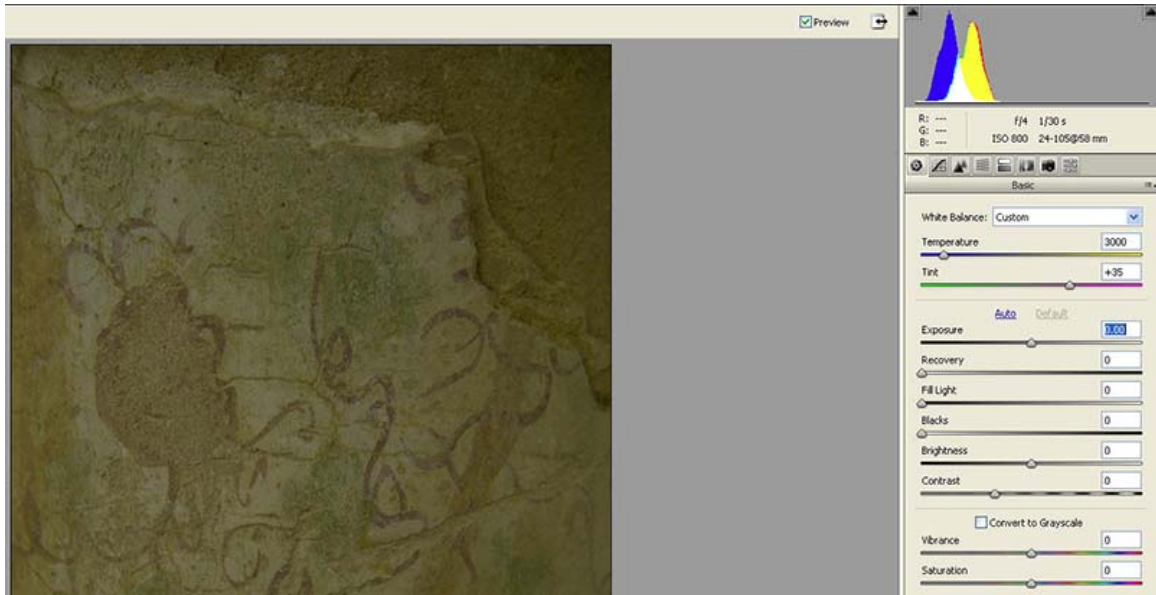 Preview
R: ---
G: ---
B: ---
f/4 1/30 s
ISO 800 24-105@58 mm
Basic
White Balance: Custom
Temperature 3000
Tint +35
Auto Default
Exposure 0.00
Recovery 0
Fill Light 0
Blacks 0
Brightness 0
Contrast 0
Convert to Grayscale
Vibrance 0
Saturation 0